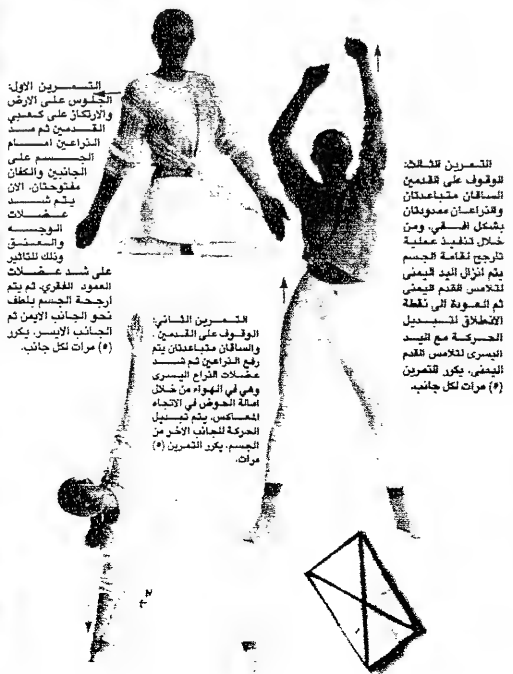 التمرين الاول:
الجلوس على الارض
والارتكاز على كعبي
القدمين ثم مد
الذراعين امام
الجسم على
الجانبين والكفان
مفتوحتان. الان
يتم شد
عضلات
الوجه
والعنق
وذلك للتاثير
على شد عضلات
العمود الفقري. ثم يتم
ارجحة الجسم بلطف
نحو الجانب الايمن ثم
الجانب الايسر. يكرر
(٥) مرات لكل جانب.
التمرين الثاني:
الوقوف على القدمين
والساقان متباعدتان يتم
رفع الذراعين ثم شد
عضلات الذراع اليسرى
وهي في الهواء من خلال
امالة الحوض في الاتجاه
المعاكس. يتم تبديل
الحركة للجانب الاخر من
الجسم. يكرر التمرين (٥)
مرات.
التمرين الثالث:
الوقوف على القدمين
الساقان متباعدتان
والذراعان ممدودتان
بشكل افقي. ومن
خلال تنفيذ عملية
تارجح لقامة الجسم
يتم انزال اليد اليمنى
لتلامس القدم اليمنى
ثم العودة الى نقطة
الانطلاق لتبديل
الحركة مع اليد
اليسرى لتلامس القدم
اليمنى. يكرر التمرين
(٥) مرات لكل جانب.